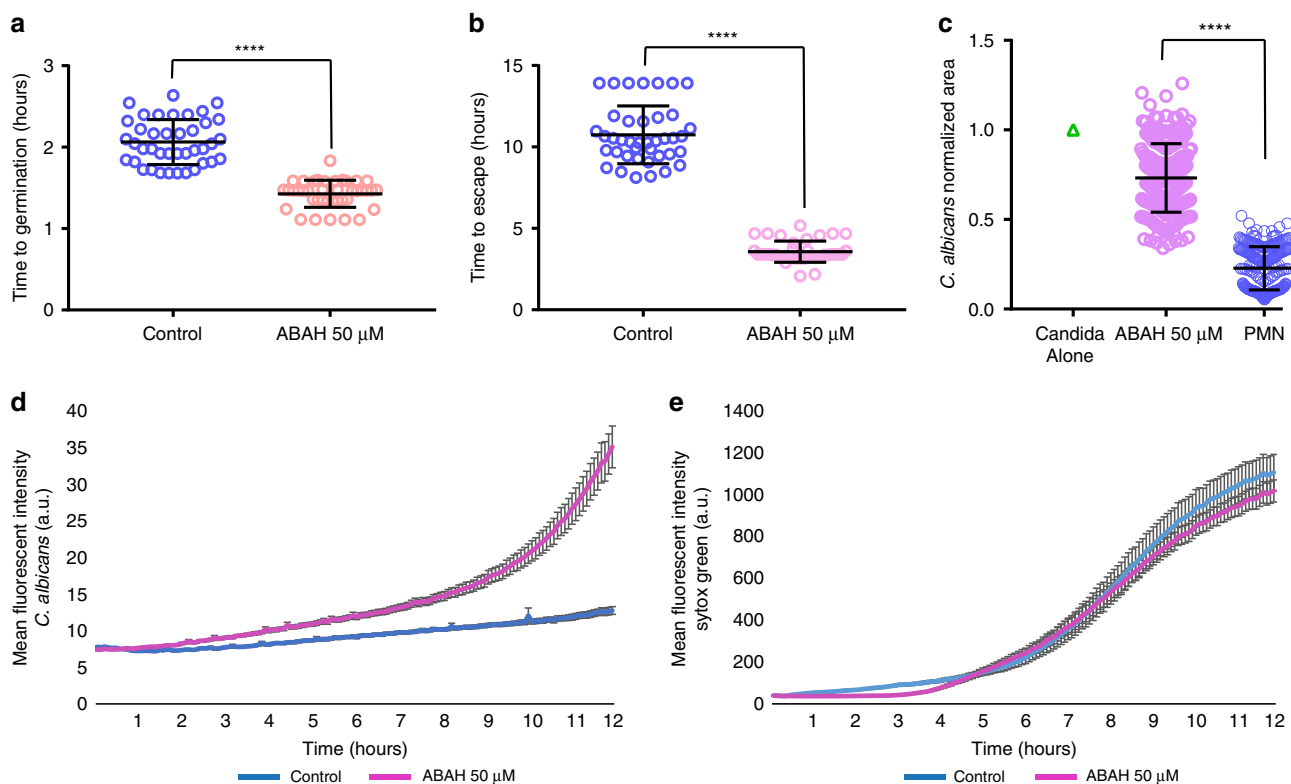 a
****
Time to germination (hours)
3
2
1
0
Control
ABAH 50 μM
b
****
Time to escape (hours)
15
10
5
0
Control
ABAH 50 μM
c
****
C. albicans normalized area
1.5
1.0
0.5
0.0
Candida
Alone
ABAH 50 μM
PMN
d
Mean fluorescent intensity
C. albicans (a.u.)
40
35
30
25
20
15
10
5
0
1 2 3 4 5 6 7 8 9 10 11 12
Time (hours)
Control
ABAH 50 μM
e
Mean fluorescent intensity
sytox green (a.u.)
1400
1200
1000
800
600
400
200
0
1 2 3 4 5 6 7 8 9 10 11 12
Time (hours)
Control
ABAH 50 μM